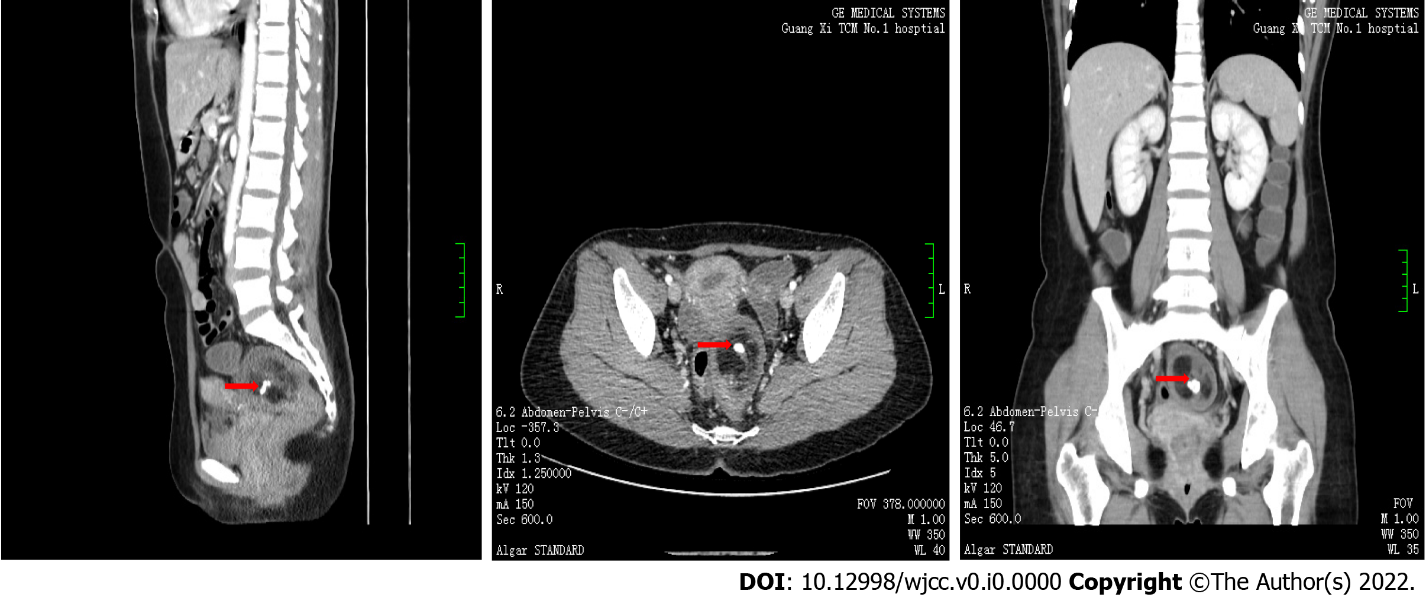 GE MEDICAL SYSTEMS
Guang Xi TCM No.1 hosptial
R
L
6.2 Abdomen-Pelvis C-/C+
Loc -357.3
Tlt 0.0
Thk 1.3
Idx 1.250000
kV 120
mA 150
Sec 600.0
Algar STANDARD
FOV 378.000000
M 1.00
WW 350
WL 40
GE MEDICAL SYSTEMS
Guang Xi TCM No.1 hosptial
R
L
6.2 Abdomen-Pelvis C-
Loc 46.7
Tlt 0.0
Thk 5.0
Idx 5
kV 120
mA 150
Sec 600.0
Algar STANDARD
FOV
M 1.00
WW 350
WL 35
DOI: 10.12998/wjcc.v0.i0.0000 Copyright ©The Author(s) 2022.